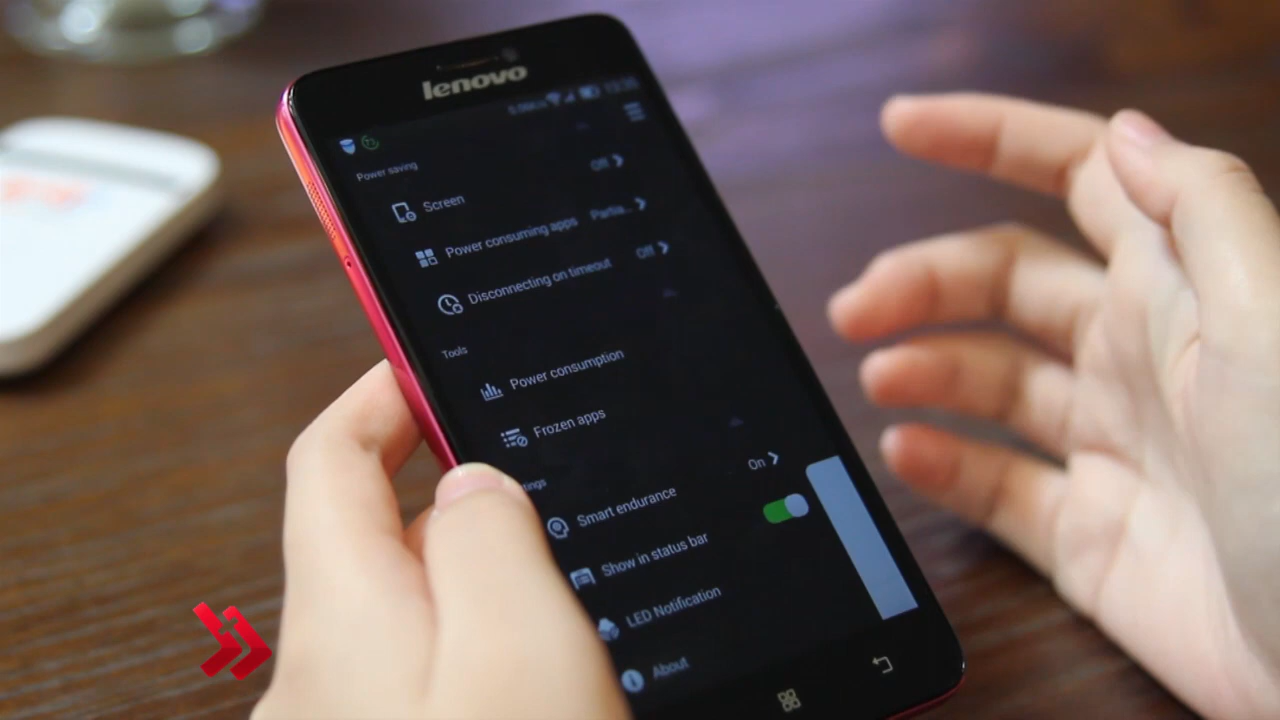 lenovo
Power saving
Screen Off
Power consuming apps Partia...
Disconnecting on timeout Off
Tools
Power consumption
Frozen apps
Smart endurance On
Show in status bar
LED Notification
About